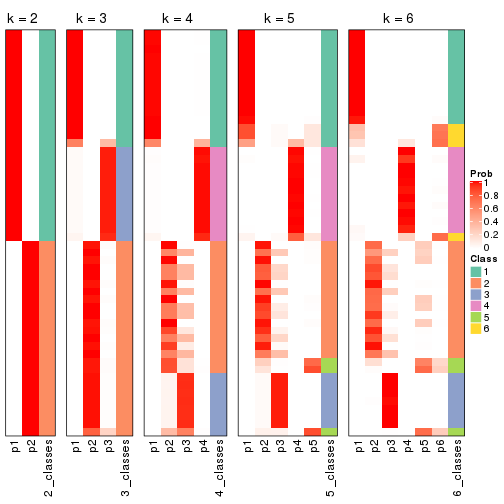 k = 2
k = 3
k = 4
k = 5
k = 6
Prob
1
0.8
0.6
0.4
0.2
0
Class
1
2
3
4
5
6
p1
p2
2_classes
p1
p2
p3
3_classes
p1
p2
p3
p4
4_classes
p1
p2
p3
p4
p5
5_classes
p1
p2
p3
p4
p5
p6
6_classes